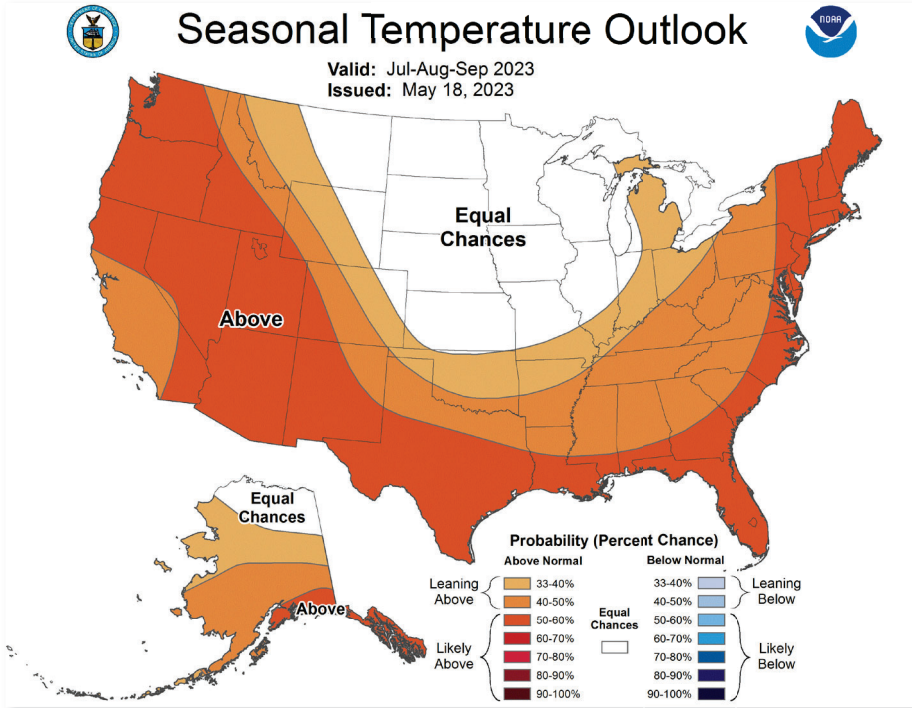 Seasonal Temperature Outlook
NOAA
Valid: Jul-Aug-Sep 2023
Issued: May 18, 2023
Equal
Chances
Above
Equal
Chances
Above
Probability (Percent Chance)
Above Normal
Below Normal
Leaning
Above
33-40%
40-50%
Likely
Above
50-60%
60-70%
70-80%
80-90%
90-100%
Equal
Chances
33-40%
40-50%
Leaning
Below
50-60%
60-70%
70-80%
80-90%
90-100%
Likely
Below